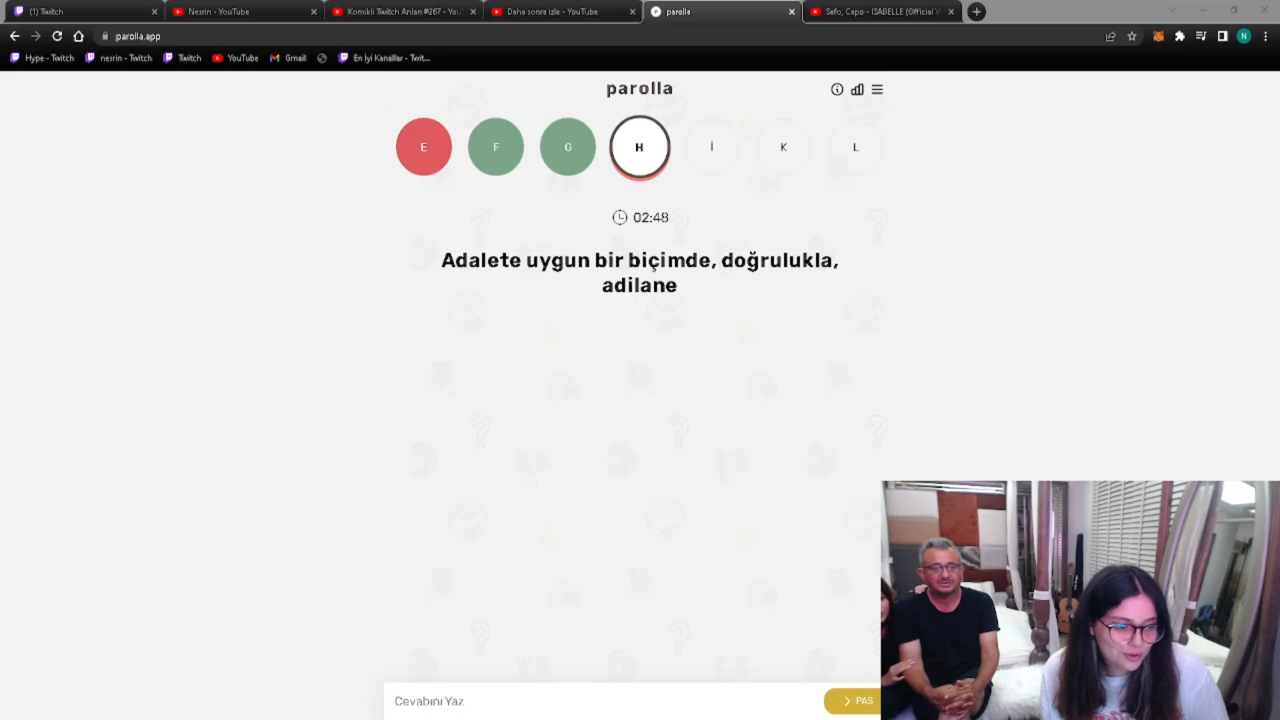 (1) Twitch
Nesrin - YouTube
Komikli Twitch Anları #267 - You
Daha sonra izle - YouTube
parolla
Sefo, Capo - ISABELLE (Official V
parolla.app
N
Hype - Twitch
nesrin - Twitch
Twitch
YouTube
Gmail
En İyi Kanallar - Twit...
parolla
E
F
G
H
İ
K
L
02:48
Adalete uygun bir biçimde, doğrulukla,
adilane
Cevabını Yaz
PAS